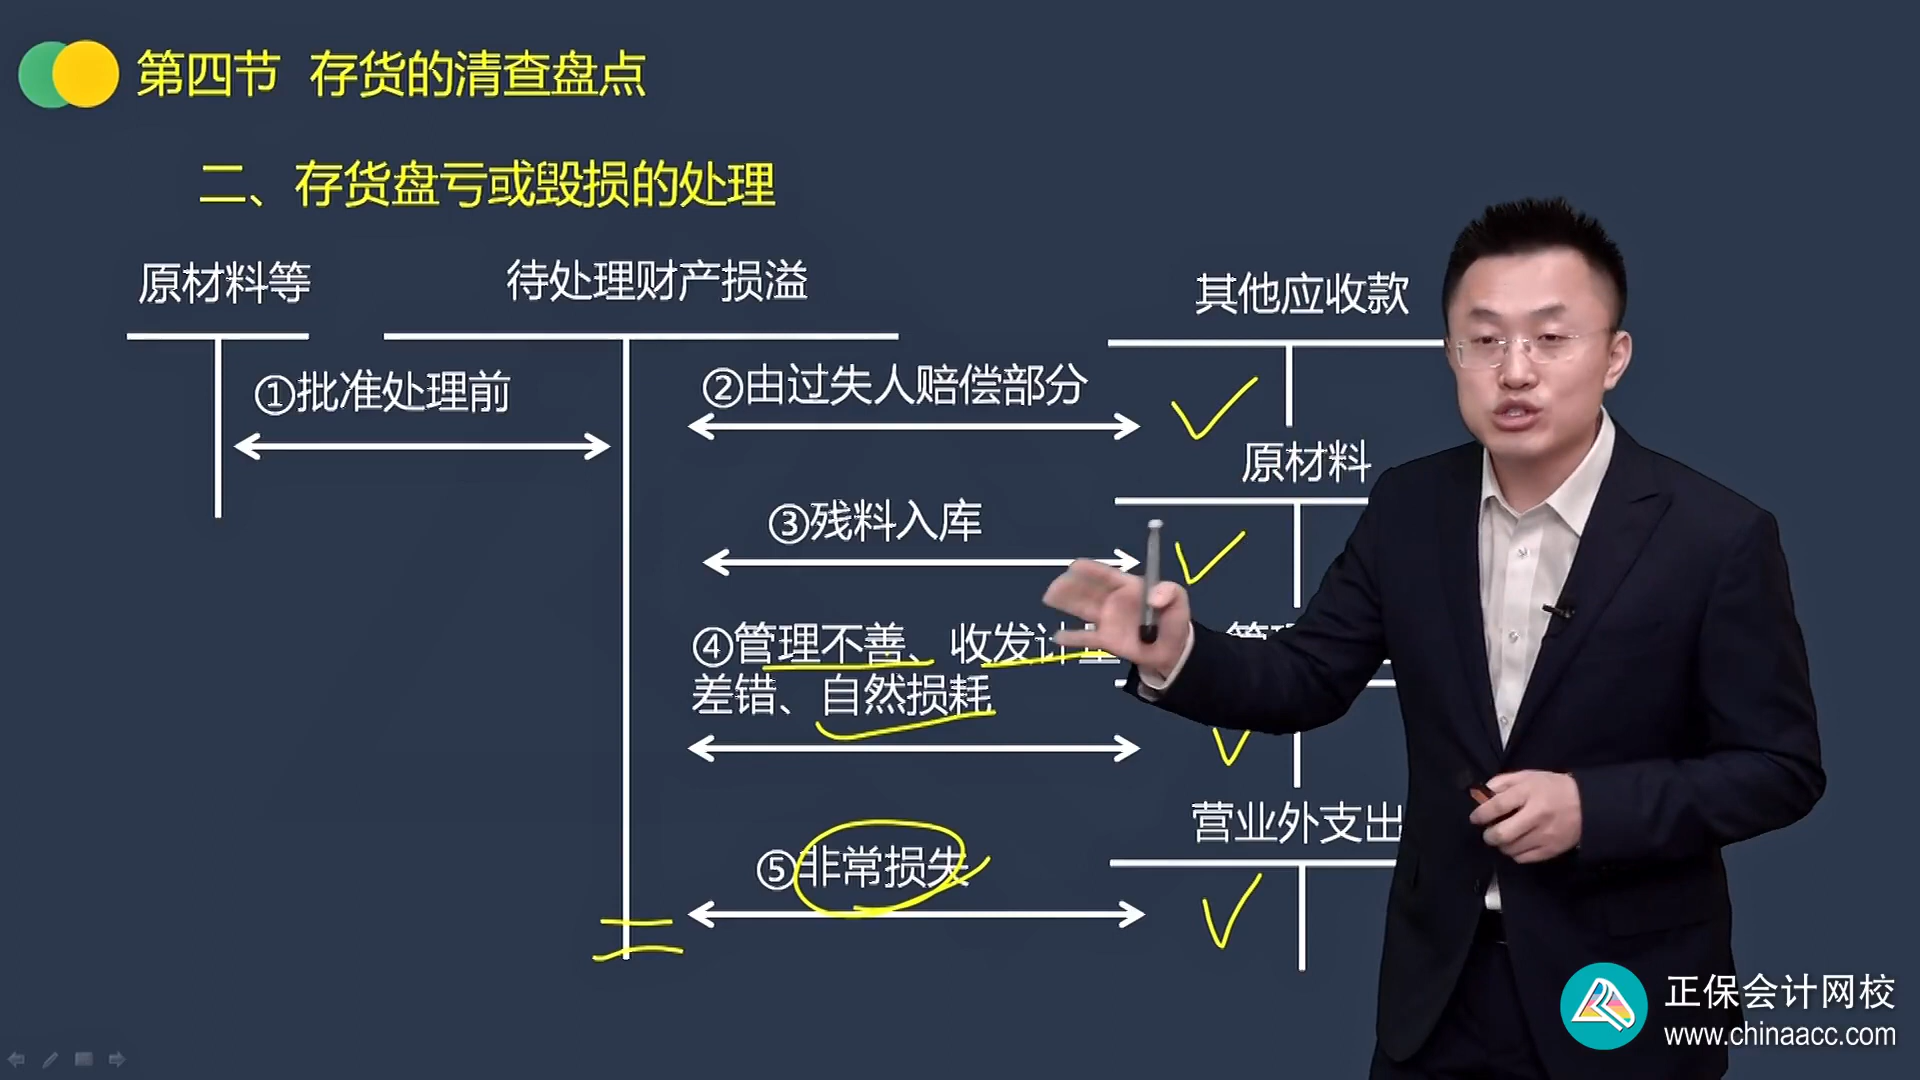 第四节 存货的清查盘点
二、存货盘亏或毁损的处理
原材料等
待处理财产损溢
其他应收款
①批准处理前
②由过失人赔偿部分
原材料
③残料入库
④管理不善、收发计量
差错、自然损耗
管理
营业外支出
⑤非常损失
正保会计网校
www.chinaacc.com